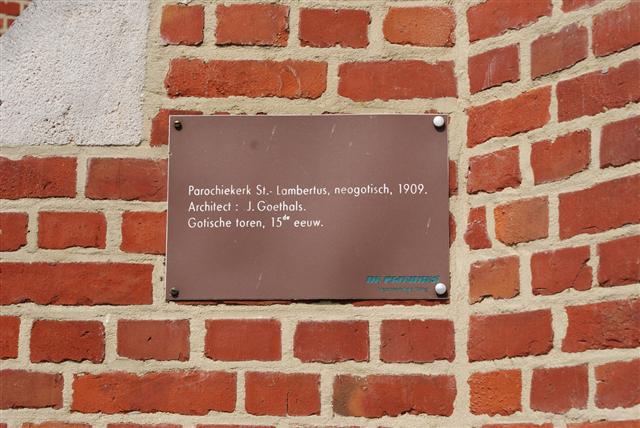 Parochiekerk St.- Lambertus, neogotisch, 1909.
Architect : J. Goethals.
Gotische toren, 15de eeuw.